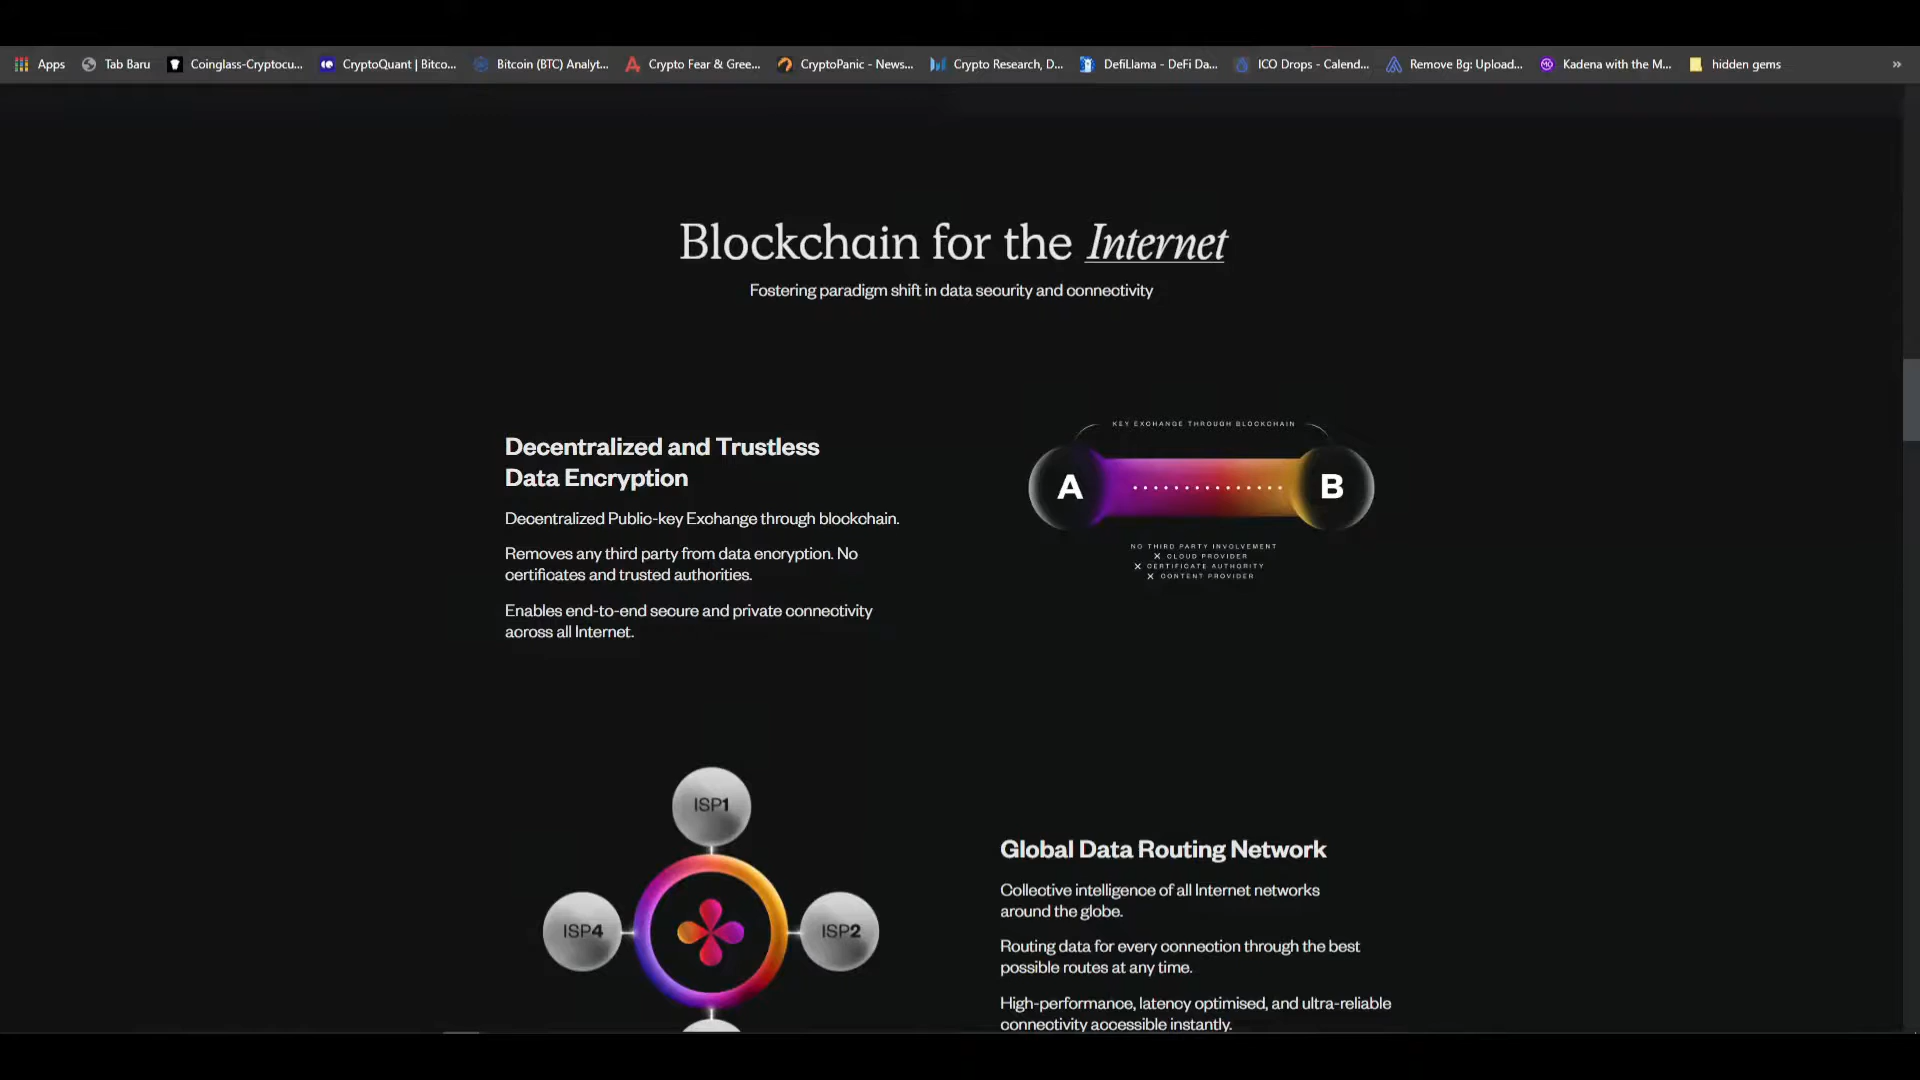 Apps Tab Baru Coinglass-Cryptocu... CryptoQuant | Bitco... Bitcoin (BTC) Analyt... Crypto Fear & Gree... CryptoPanic - News... Crypto Research, D... DefiLlama - DeFi Da... ICO Drops - Calend... Remove Bg: Upload... Kadena with the M... hidden gems »
Blockchain for the Internet
Fostering paradigm shift in data security and connectivity
Decentralized and Trustless
Data Encryption
Decentralized Public-key Exchange through blockchain.
Removes any third party from data encryption. No
certificates and trusted authorities.
Enables end-to-end secure and private connectivity
across all Internet.
KEY EXCHANGE THROUGH BLOCKCHAIN
A B
NO THIRD PARTY INVOLVEMENT
X CLOUD PROVIDER
X CERTIFICATE AUTHORITY
X CONTENT PROVIDER
ISP1
ISP4 ISP2
Global Data Routing Network
Collective intelligence of all Internet networks
around the globe.
Routing data for every connection through the best
possible routes at any time.
High-performance, latency optimised, and ultra-reliable
connectivity accessible instantly.